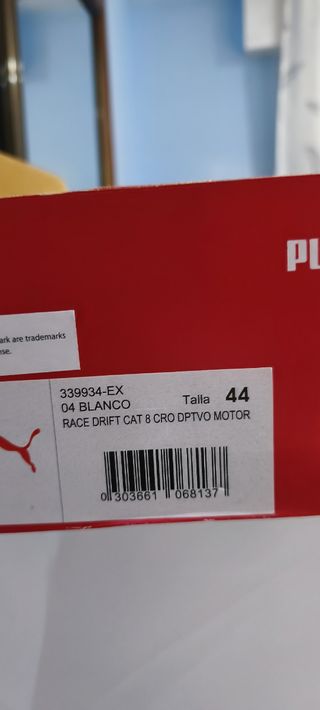 PU
ark are trademarks
nse.
339934-EX
04 BLANCO Talla 44
RACE DRIFT CAT 8 CRO DPTVO MOTOR
0 303661 068137